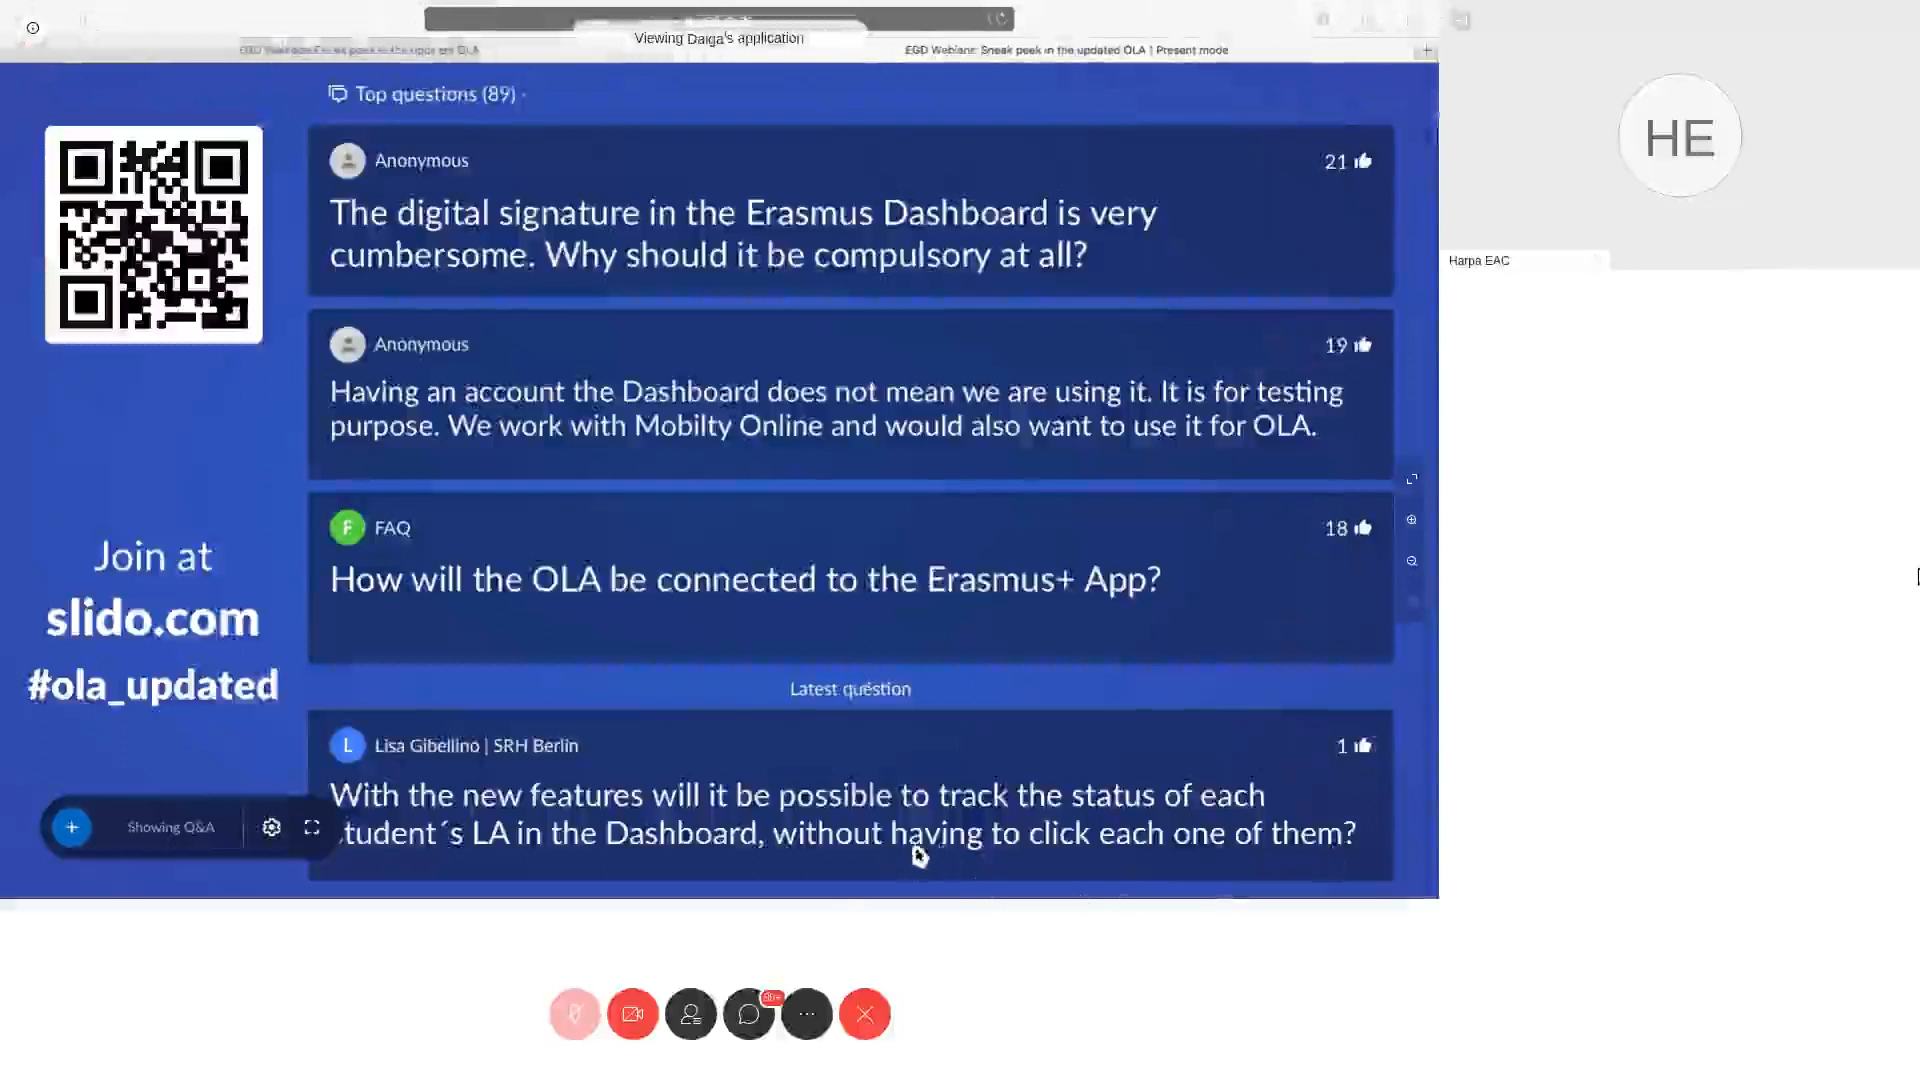 Viewing Daiga's application
EGD Webiane: Sneak peek in the updated OLA | Present mode
Top questions (89)
Anonymous
21
The digital signature in the Erasmus Dashboard is very
cumbersome. Why should it be compulsory at all?
Anonymous
19
Having an account the Dashboard does not mean we are using it. It is for testing
purpose. We work with Mobilty Online and would also want to use it for OLA.
F FAQ
18
How will the OLA be connected to the Erasmus+ App?
Latest question
L Lisa Gibellino | SRH Berlin
1
With the new features will it be possible to track the status of each
tudent´s LA in the Dashboard, without having to click each one of them?
Join at
slido.com
#ola_updated
Showing Q&A
HE
Harpa EAC